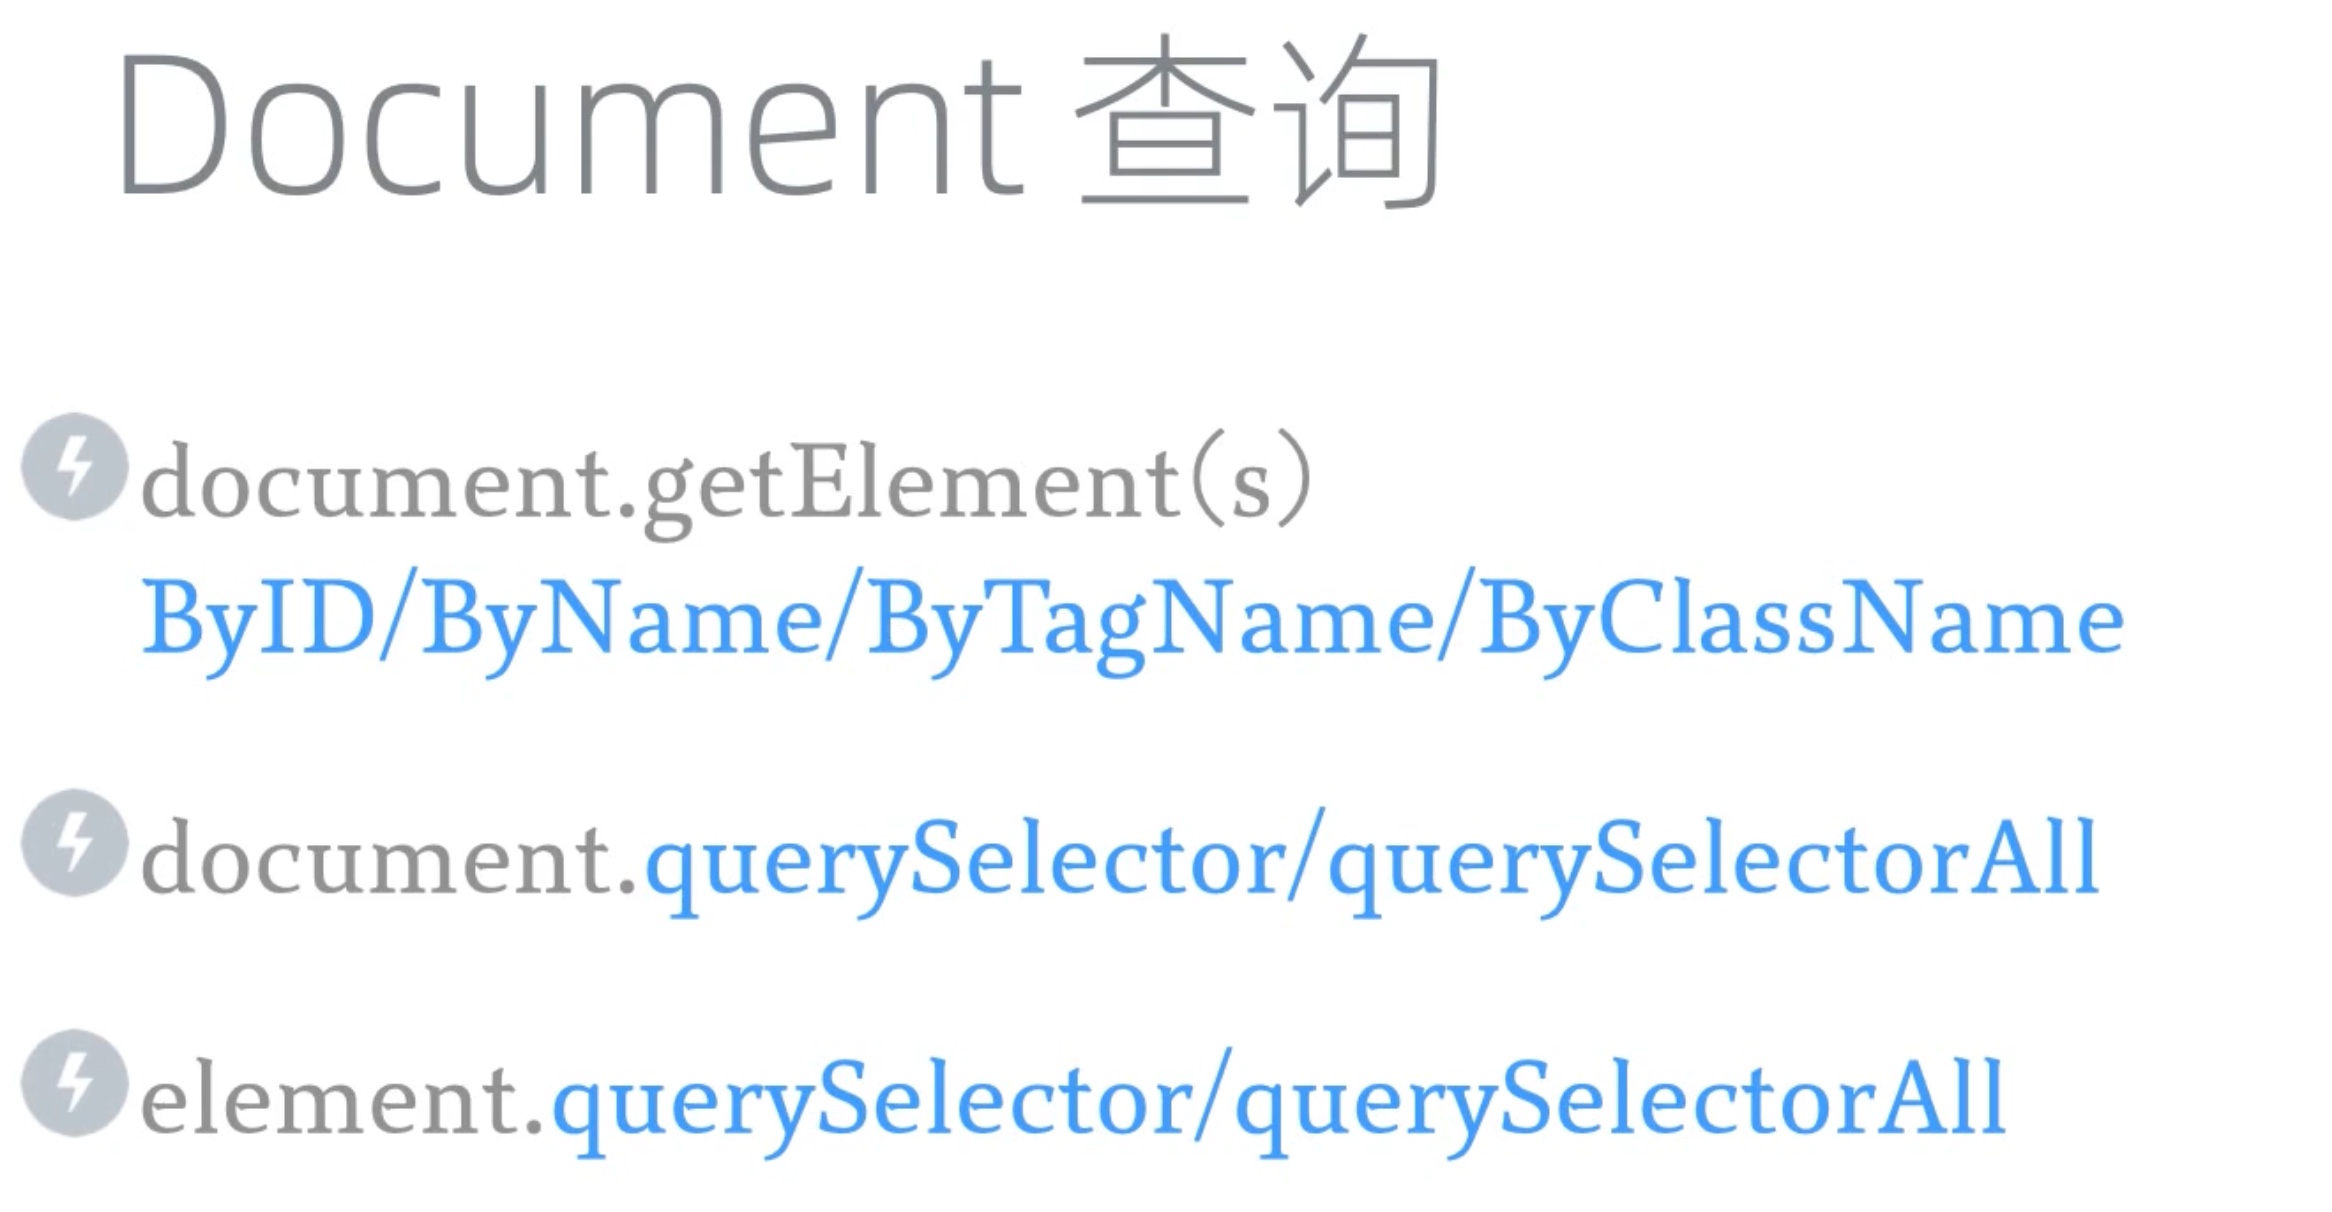 Document 查询
document.getElement(s)
ByID/ByName/ByTagName/ByClassName
document.querySelector/querySelectorAll
element.querySelector/querySelectorAll